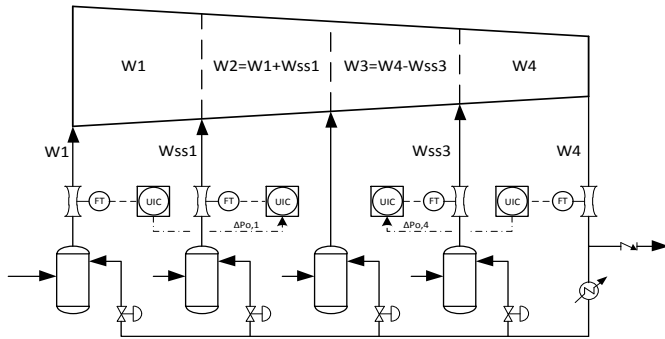 W1
W2=W1+Wss1
W3=W4-Wss3
W4
W1
Wss1
Wss3
W4
FT
UIC
FT
UIC
UIC
FT
UIC
FT
ΔPo,1
ΔPo,4